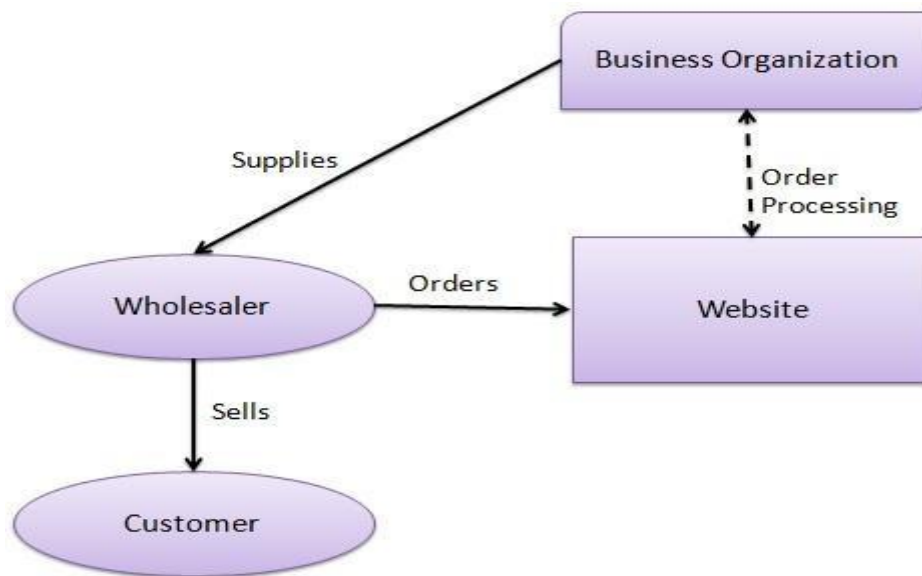 Business Organization
Supplies
Order
Processing
Orders
Wholesaler
Website
Sells
Customer